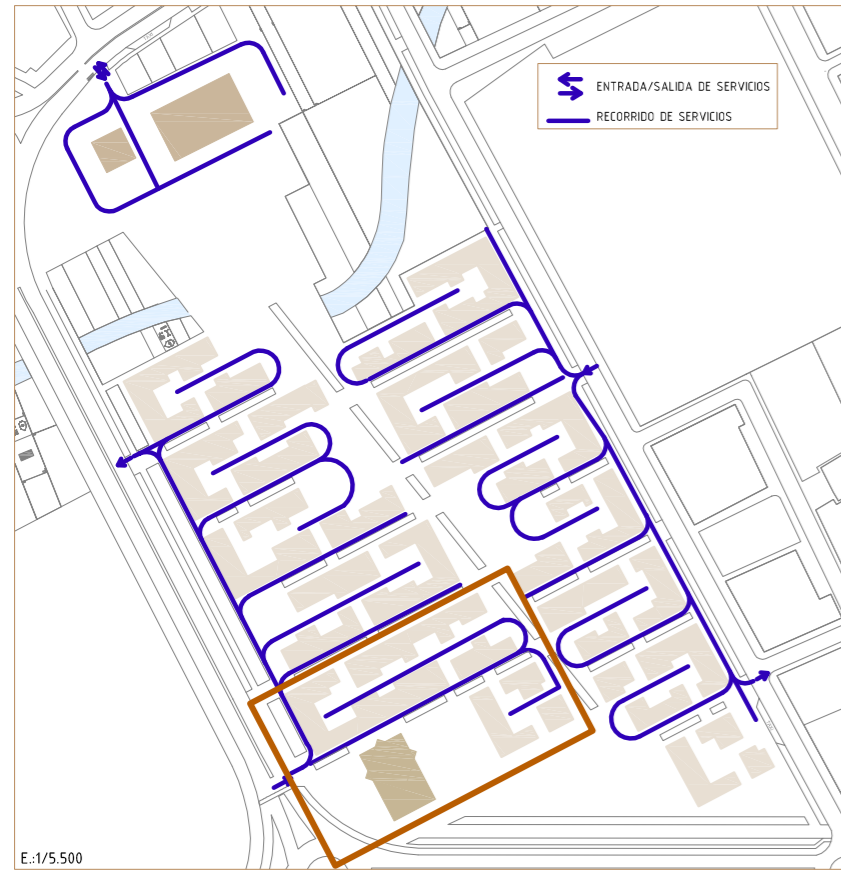 ENTRADA/SALIDA DE SERVICIOS
RECORRIDO DE SERVICIOS
E.:1/5.500